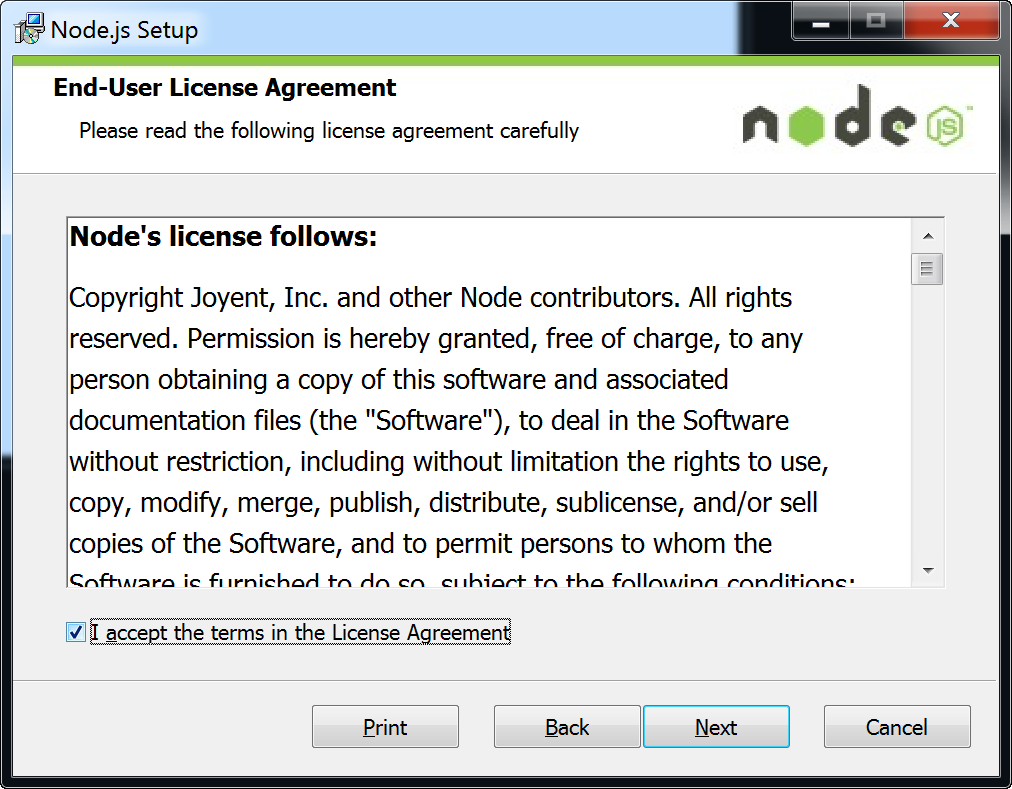 Node.js Setup
End-User License Agreement
Please read the following license agreement carefully
node JS™
Node's license follows:
Copyright Joyent, Inc. and other Node contributors. All rights
reserved. Permission is hereby granted, free of charge, to any
person obtaining a copy of this software and associated
documentation files (the "Software"), to deal in the Software
without restriction, including without limitation the rights to use,
copy, modify, merge, publish, distribute, sublicense, and/or sell
copies of the Software, and to permit persons to whom the
Software is furnished to do so, subject to the following conditions:
I accept the terms in the License Agreement
Print Back Next Cancel